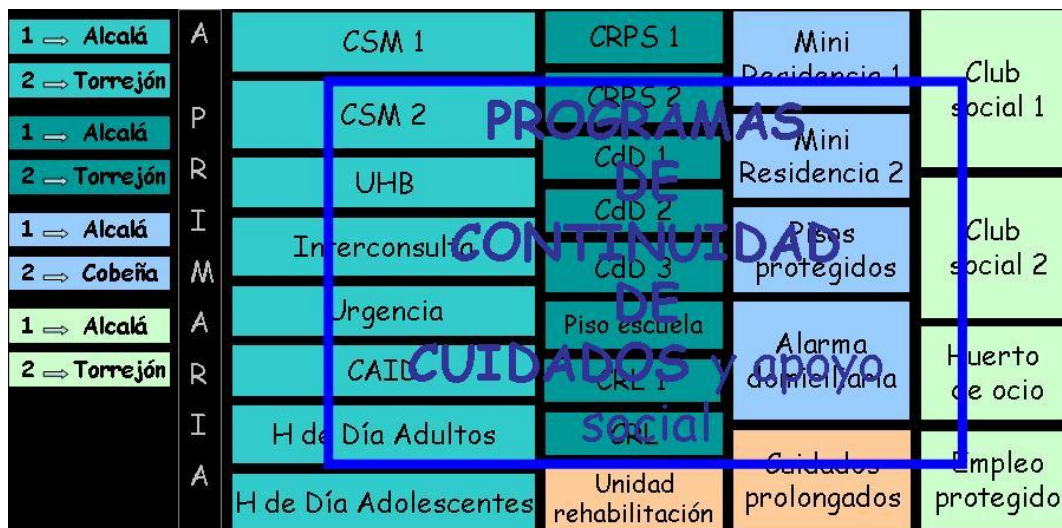 1 ⇒ Alcalá
2 ⇒ Torrejón
1 ⇒ Alcalá
2 ⇒ Torrejón
1 ⇒ Alcalá
2 ⇒ Cobeña
1 ⇒ Alcalá
2 ⇒ Torrejón
A PRIMARIA
CSM 1
CSM 2
UHB
Interconsulta
Urgencia
CAID
H de Día Adultos
H de Día Adolescentes
CRPS 1
CRPS 2
CdD 1
CdD 2
CdD 3
Piso escuela
CRL 1
CRL
Unidad
rehabilitación
Mini
Residencia 1
Mini
Residencia 2
Pisos
protegidos
Alarma
domiciliaria
Cuidados
prolongados
Club
social 1
Club
social 2
Huerto
de ocio
Empleo
protegido
PROGRAMAS
DE
CONTINUIDAD
DE
CUIDADOS y apoyo
social